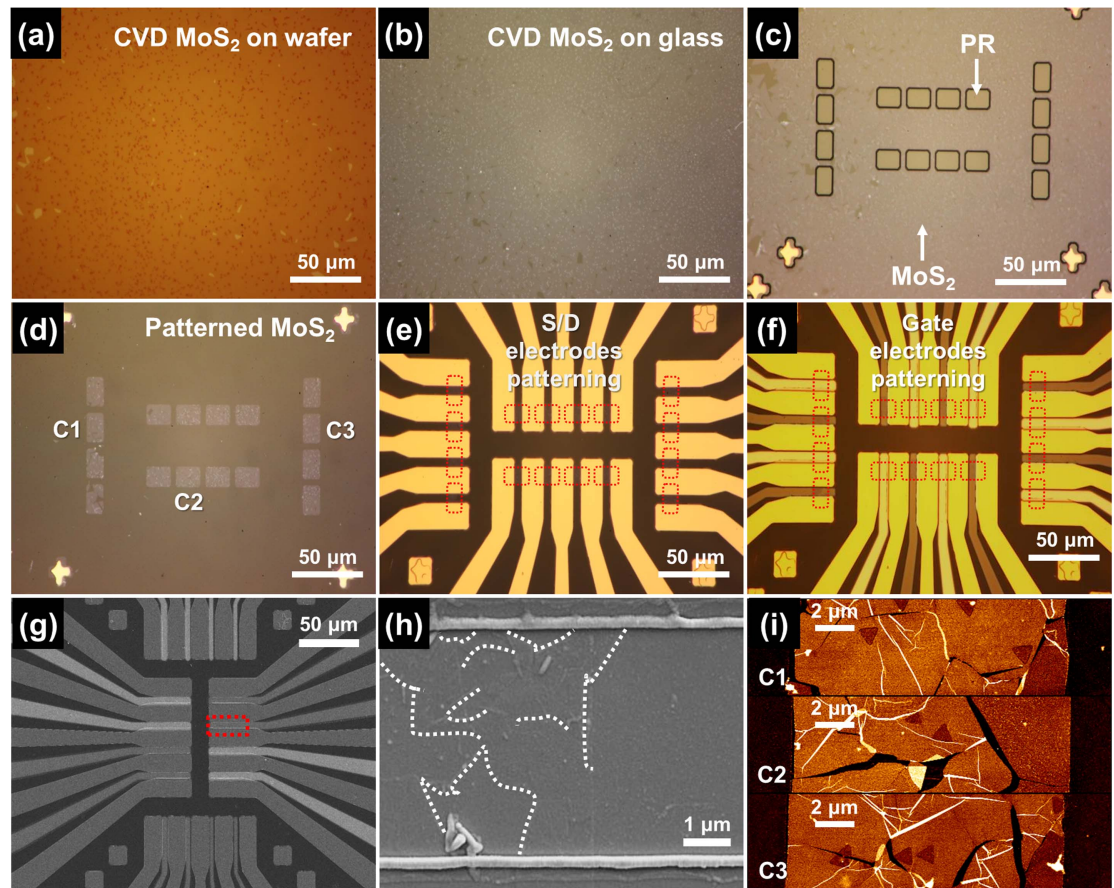 (a)
CVD MoS₂ on wafer
50 μm
(b)
CVD MoS₂ on glass
50 μm
(c)
PR
MoS₂
50 μm
(d)
Patterned MoS₂
C1
C2
C3
50 μm
(e)
S/D
electrodes
patterning
50 μm
(f)
Gate
electrodes
patterning
50 μm
(g)
50 μm
(h)
1 μm
(i)
2 μm
C1
2 μm
C2
2 μm
C3